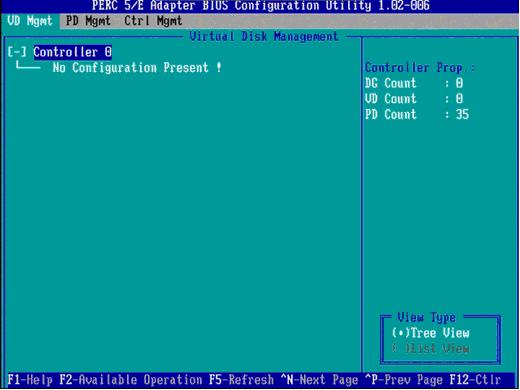 PERC 5/E Adapter BIOS Configuration Utility 1.02-006
VD Mgmt PD Mgmt Ctrl Mgmt
Virtual Disk Management
[-] Controller 0
No Configuration Present !
Controller Prop.:
DG Count : 0
VD Count : 0
PD Count : 35
View Type
(•)Tree View
( )List View
F1-Help F2-Available Operation F5-Refresh ^N-Next Page ^P-Prev Page F12-Ctlr